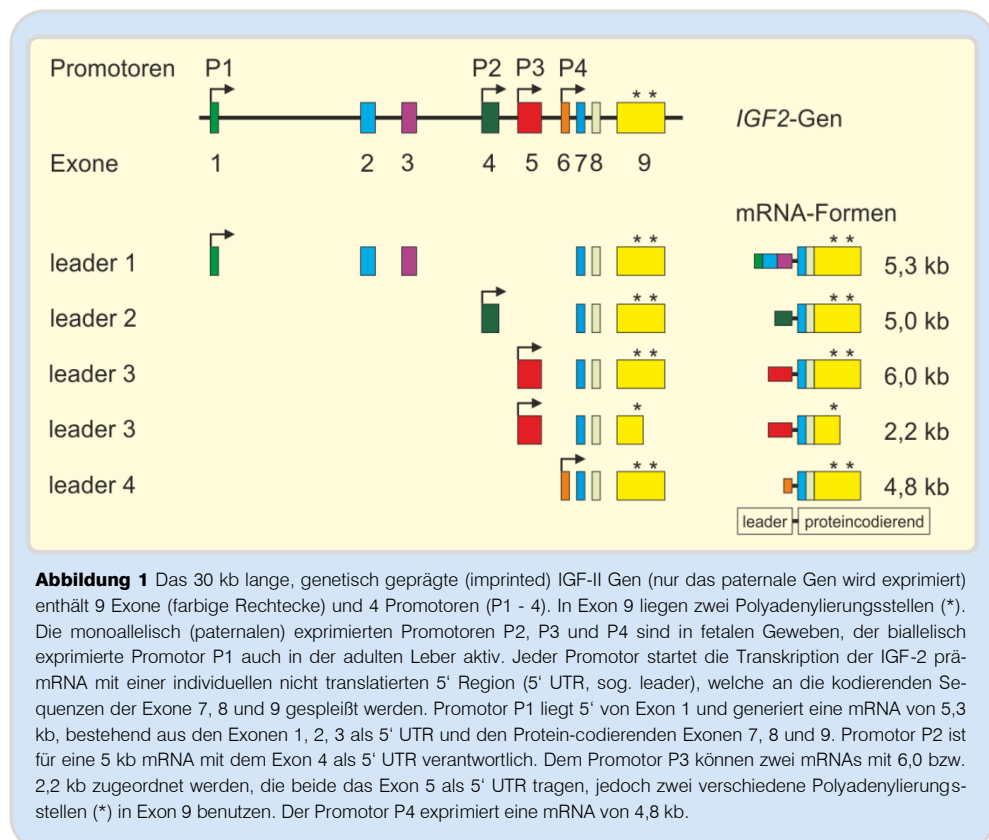 Promotoren P1 P2 P3 P4
* *
IGF2-Gen
Exone 1 2 3 4 5 6 7 8 9
mRNA-Formen
* * * *
leader 1 5,3 kb
* * * *
leader 2 5,0 kb
* * * *
leader 3 6,0 kb
* *
leader 3 2,2 kb
* * * *
leader 4 4,8 kb
leader proteincodierend
Abbildung 1 Das 30 kb lange, genetisch geprägte (imprinted) IGF-II Gen (nur das paternale Gen wird exprimiert)
enthält 9 Exone (farbige Rechtecke) und 4 Promotoren (P1 - 4). In Exon 9 liegen zwei Polyadenylierungsstellen (*).
Die monoallelisch (paternalen) exprimierten Promotoren P2, P3 und P4 sind in fetalen Geweben, der biallelisch
exprimierte Promotor P1 auch in der adulten Leber aktiv. Jeder Promotor startet die Transkription der IGF-2 prä-
mRNA mit einer individuellen nicht translatierten 5‘ Region (5‘ UTR, sog. leader), welche an die kodierenden Se-
quenzen der Exone 7, 8 und 9 gespleißt werden. Promotor P1 liegt 5‘ von Exon 1 und generiert eine mRNA von 5,3
kb, bestehend aus den Exonen 1, 2, 3 als 5‘ UTR und den Protein-codierenden Exonen 7, 8 und 9. Promotor P2 ist
für eine 5 kb mRNA mit dem Exon 4 als 5‘ UTR verantwortlich. Dem Promotor P3 können zwei mRNAs mit 6,0 bzw.
2,2 kb zugeordnet werden, die beide das Exon 5 als 5‘ UTR tragen, jedoch zwei verschiedene Polyadenylierungs-
stellen (*) in Exon 9 benutzen. Der Promotor P4 exprimiert eine mRNA von 4,8 kb.